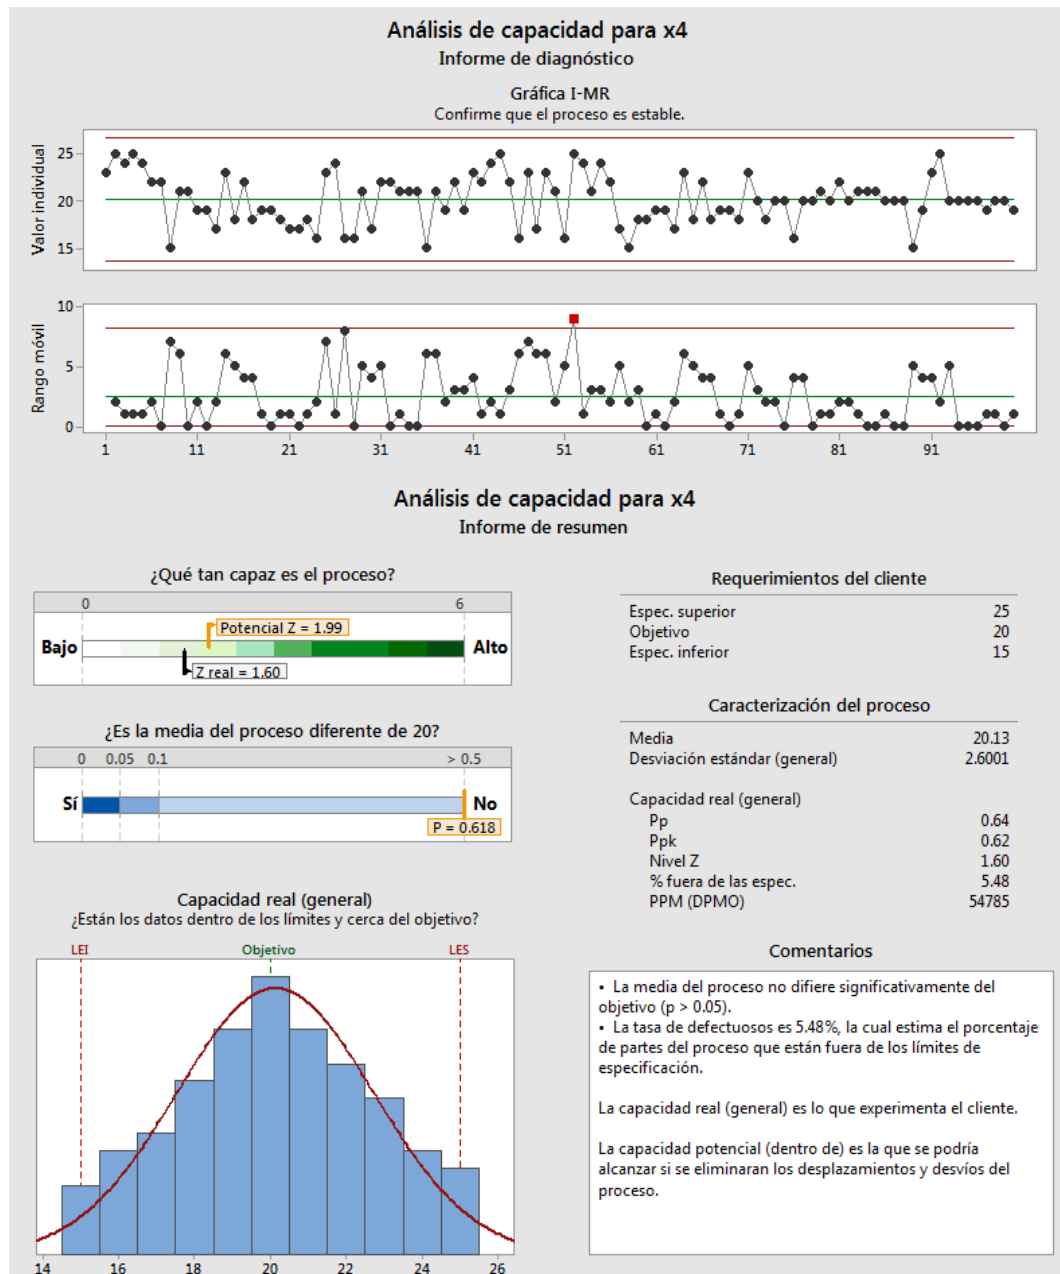 Análisis de capacidad para x4
Informe de diagnóstico
Gráfica I-MR
Confirme que el proceso es estable.
Valor individual
25
20
15
Rango móvil
10
5
0
1 11 21 31 41 51 61 71 81 91
Análisis de capacidad para x4
Informe de resumen
¿Qué tan capaz es el proceso?
0 6
Potencial Z = 1.99
Bajo Alto
Z real = 1.60
¿Es la media del proceso diferente de 20?
0 0.05 0.1 > 0.5
Sí No
P = 0.618
Capacidad real (general)
¿Están los datos dentro de los límites y cerca del objetivo?
LEI Objetivo LES
14 16 18 20 22 24 26
Requerimientos del cliente
Espec. superior 25
Objetivo 20
Espec. inferior 15
Caracterización del proceso
Media 20.13
Desviación estándar (general) 2.6001
Capacidad real (general)
Pp 0.64
Ppk 0.62
Nivel Z 1.60
% fuera de las espec. 5.48
PPM (DPMO) 54785
Comentarios
• La media del proceso no difiere significativamente del
objetivo (p > 0.05).
• La tasa de defectuosos es 5.48%, la cual estima el porcentaje
de partes del proceso que están fuera de los límites de
especificación.
La capacidad real (general) es lo que experimenta el cliente.
La capacidad potencial (dentro de) es la que se podría
alcanzar si se eliminaran los desplazamientos y desvíos del
proceso.